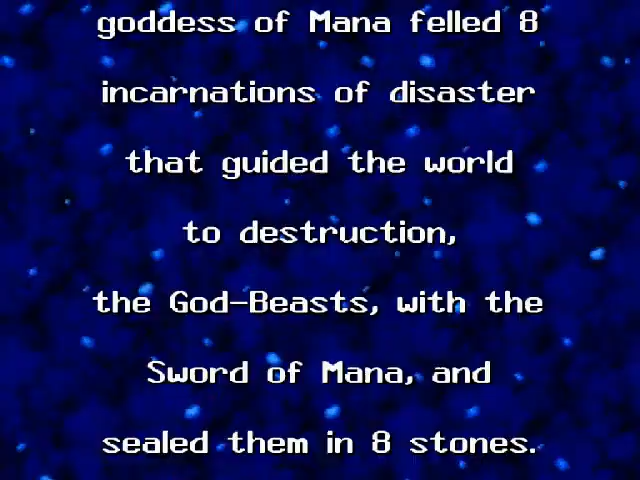 goddess of Mana felled 8
incarnations of disaster
that guided the world
to destruction,
the God-Beasts, with the
Sword of Mana, and
sealed them in 8 stones.